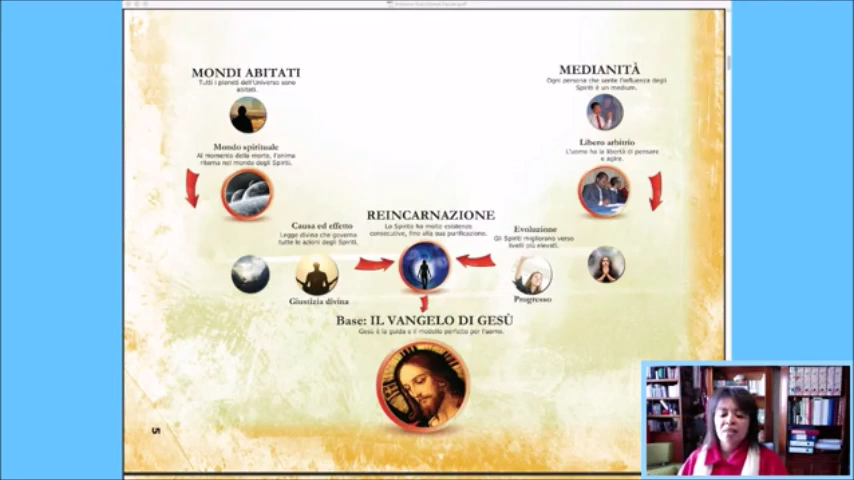 MONDI ABITATI
Tutti i pianeti dell'Universo sono
abitati.
Mondo spirituale
Al momento della morte, l'anima
ritorna nel mondo degli Spiriti.
Causa ed effetto
Legge divina che governa
tutte le azioni degli Spiriti.
Giustizia divina
REINCARNAZIONE
Lo Spirito ha molte esistenze
consecutive, fino alla sua purificazione.
MEDIANITÀ
Ogni persona che sente l'influenza degli
Spiriti è un medium.
Libero arbitrio
L'uomo ha la libertà di pensare
e agire.
Evoluzione
Gli Spiriti migliorano verso
livelli più elevati.
Progresso
Base: IL VANGELO DI GESÙ
Gesù è la guida e il modello perfetto per l'uomo.
5